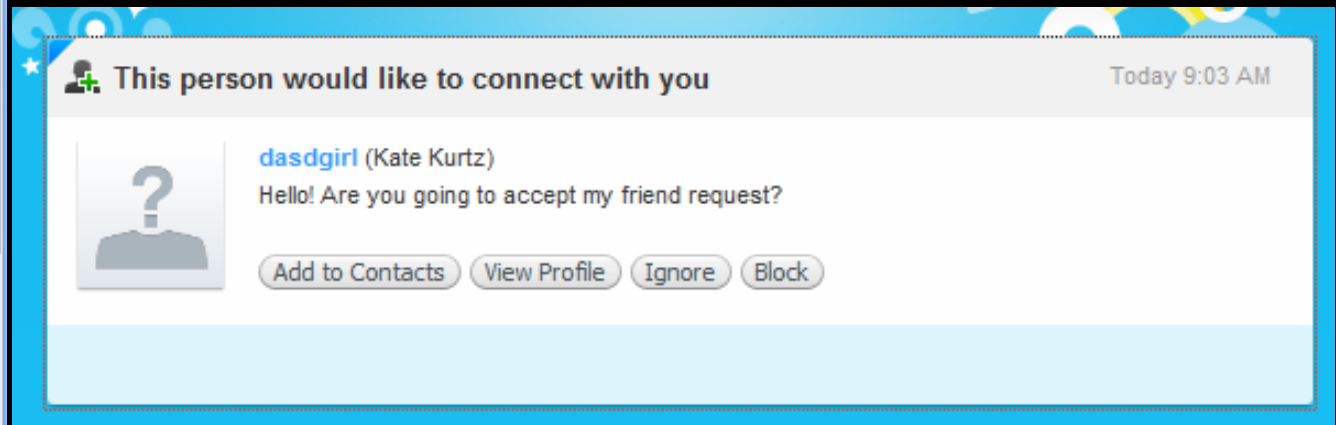 This person would like to connect with you
Today 9:03 AM
dasdgirl (Kate Kurtz)
Hello! Are you going to accept my friend request?
Add to Contacts View Profile Ignore Block